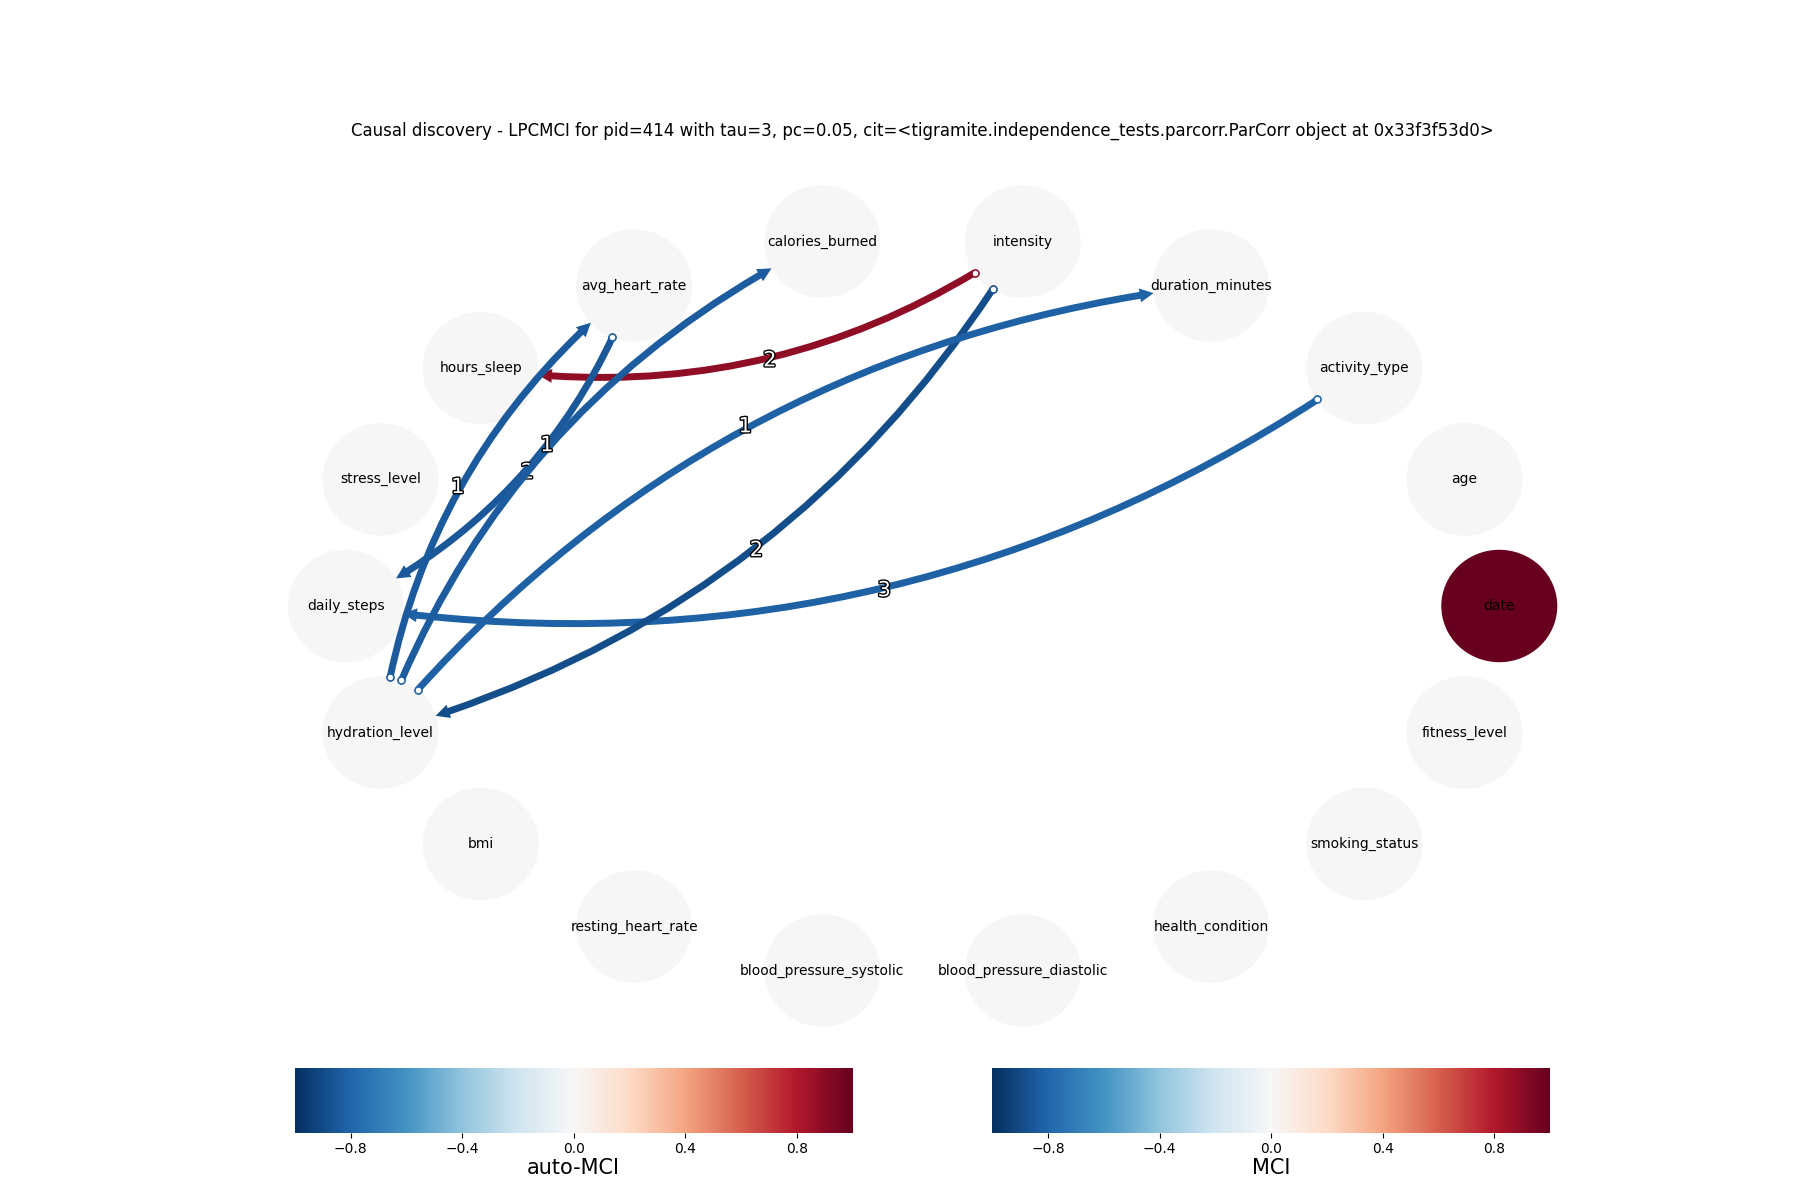 Causal discovery - LPCMCI for pid=414 with tau=3, pc=0.05, cit=<tigramite.independence_tests.parcorr.ParCorr object at 0x33f3f53d0>
calories_burned
intensity
avg_heart_rate
duration_minutes
2
hours_sleep
activity_type
1
1
2
1
stress_level
age
2
3
daily_steps
date
hydration_level
fitness_level
bmi
smoking_status
resting_heart_rate
health_condition
blood_pressure_systolic
blood_pressure_diastolic
−0.8 −0.4 0.0 0.4 0.8
auto-MCI
−0.8 −0.4 0.0 0.4 0.8
MCI